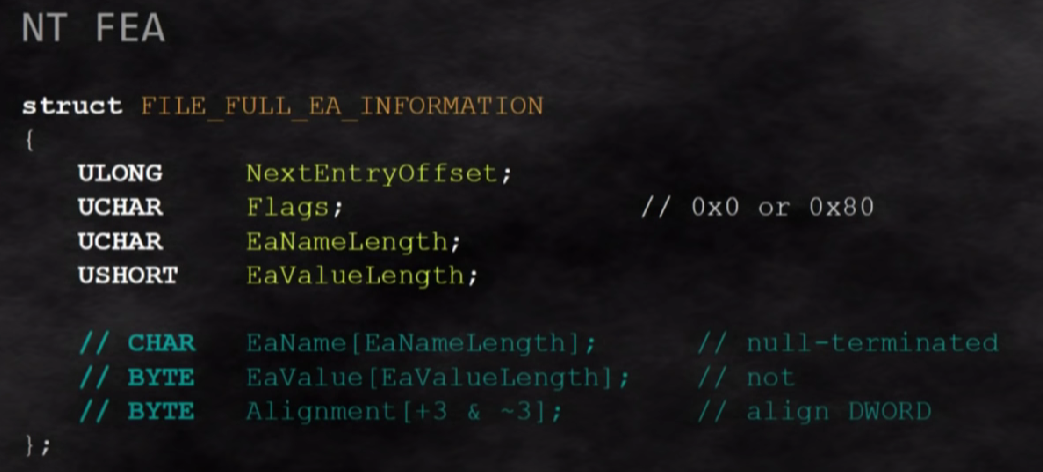 NT FEA
struct FILE_FULL_EA_INFORMATION
{
ULONG NextEntryOffset;
UCHAR Flags; // 0x0 or 0x80
UCHAR EaNameLength;
USHORT EaValueLength;
// CHAR EaName[EaNameLength]; // null-terminated
// BYTE EaValue[EaValueLength]; // not
// BYTE Alignment[+3 & ~3]; // align DWORD
};